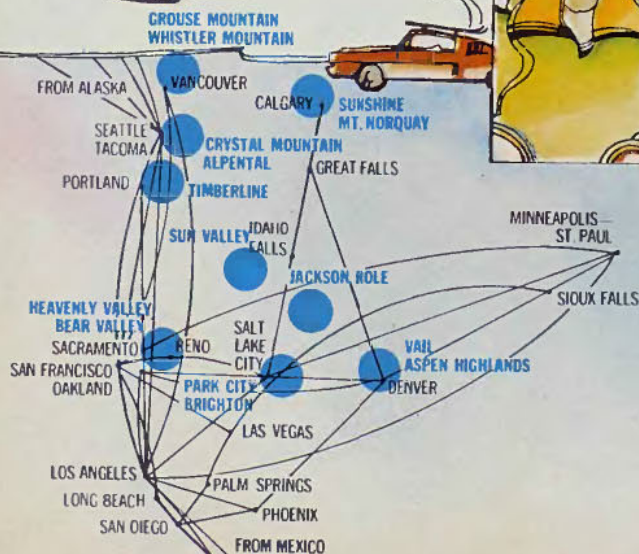 GROUSE MOUNTAIN
WHISTLER MOUNTAIN
FROM ALASKA
VANCOUVER
CALGARY
SUNSHINE
MT. NORQUAY
SEATTLE
TACOMA
CRYSTAL MOUNTAIN
ALPENTAL
PORTLAND
TIMBERLINE
GREAT FALLS
SUN VALLEY
IDAHO
FALLS
MINNEAPOLIS—
ST. PAUL
JACKSON HOLE
SIOUX FALLS
HEAVENLY VALLEY
BEAR VALLEY
SACRAMENTO
RENO
SALT
LAKE
CITY
VAIL
ASPEN HIGHLANDS
SAN FRANCISCO
OAKLAND
PARK CITY
BRIGHTON
DENVER
LAS VEGAS
LOS ANGELES
PALM SPRINGS
LONG BEACH
PHOENIX
SAN DIEGO
FROM MEXICO